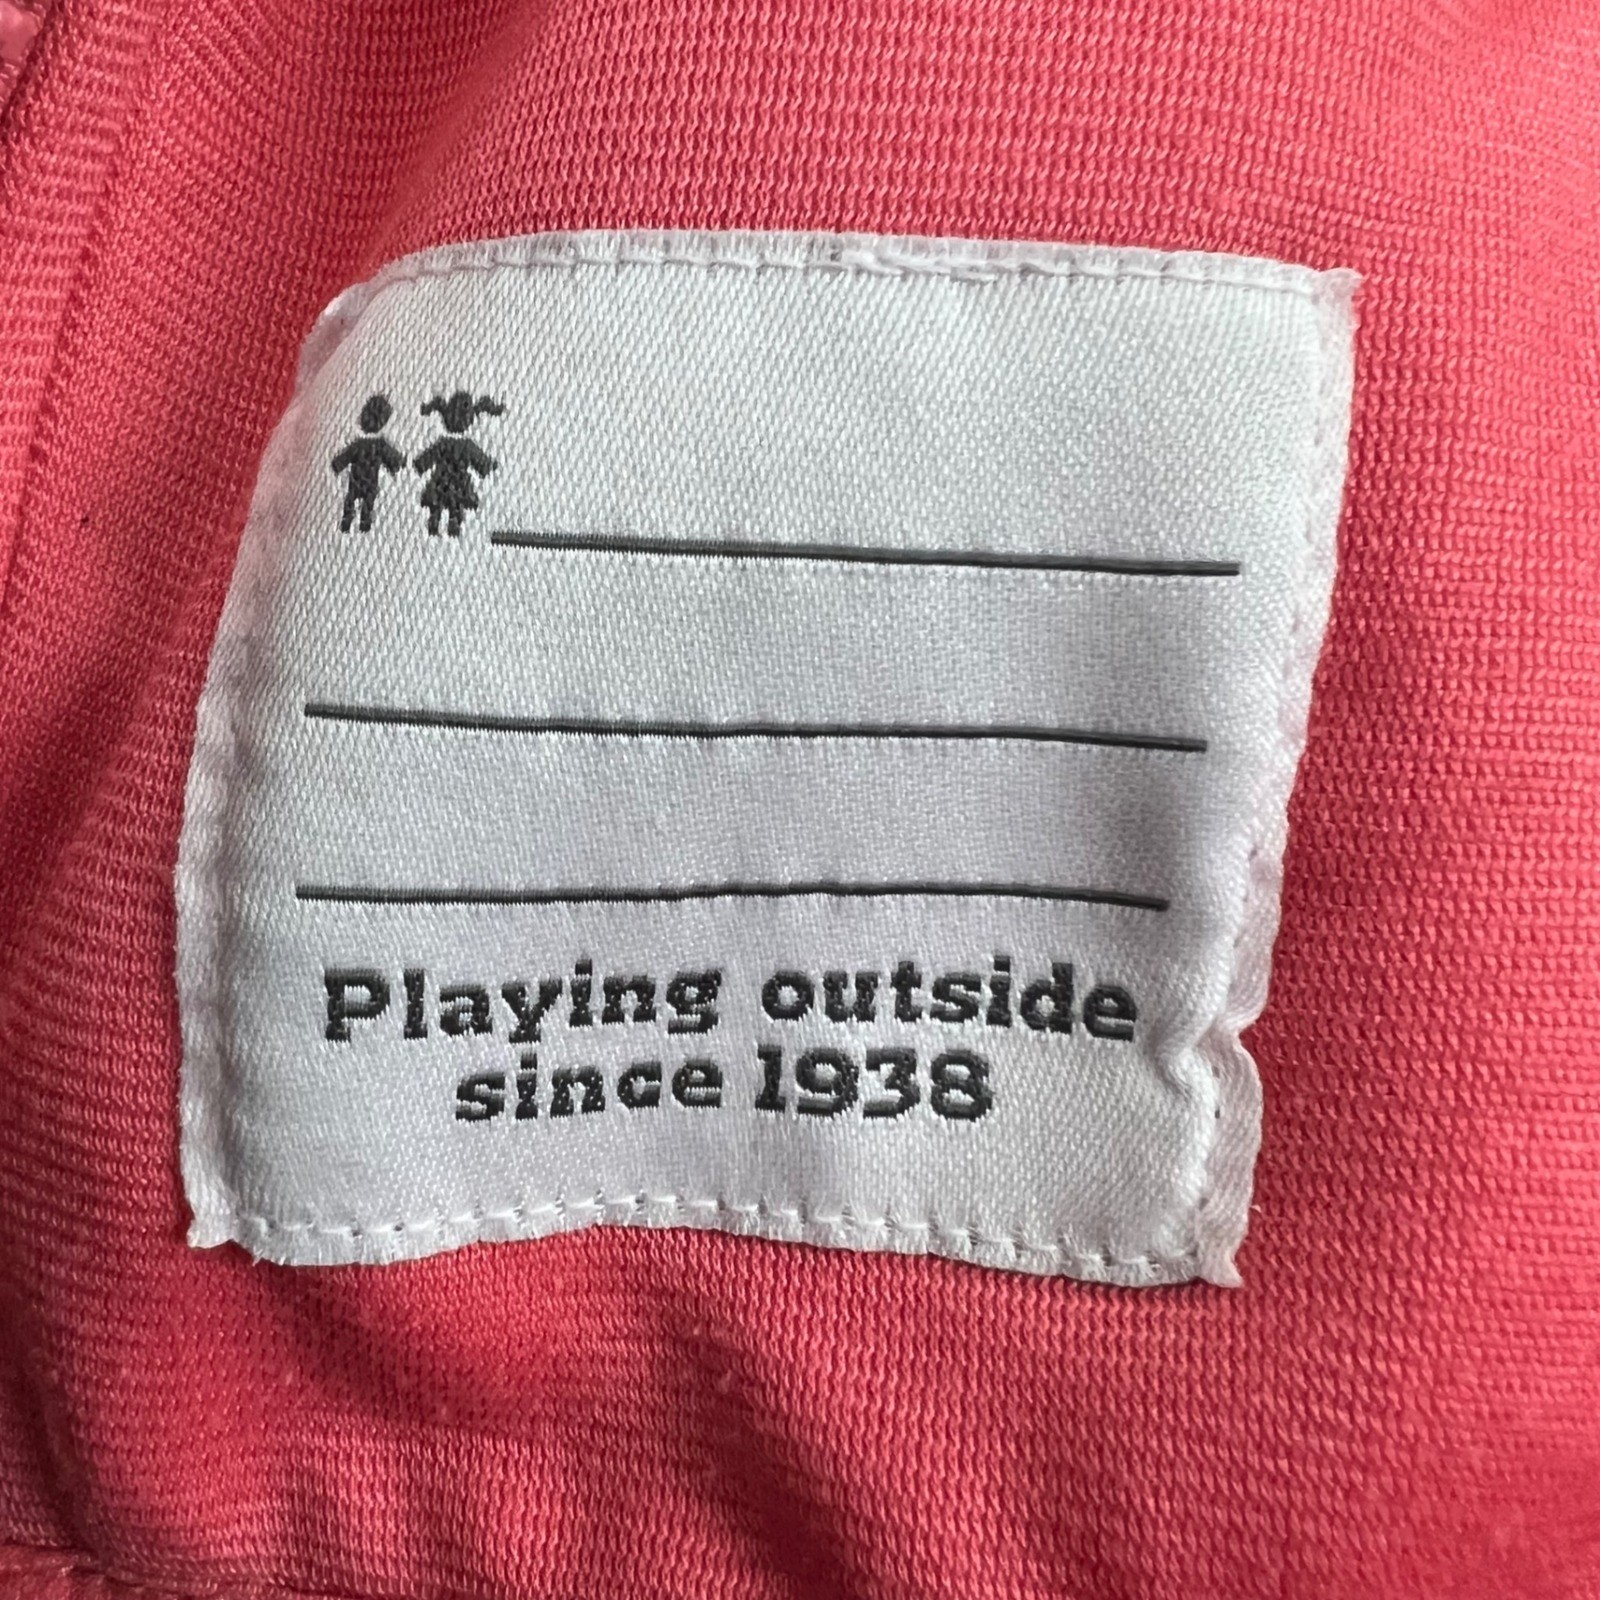 Playing outside
since 1938